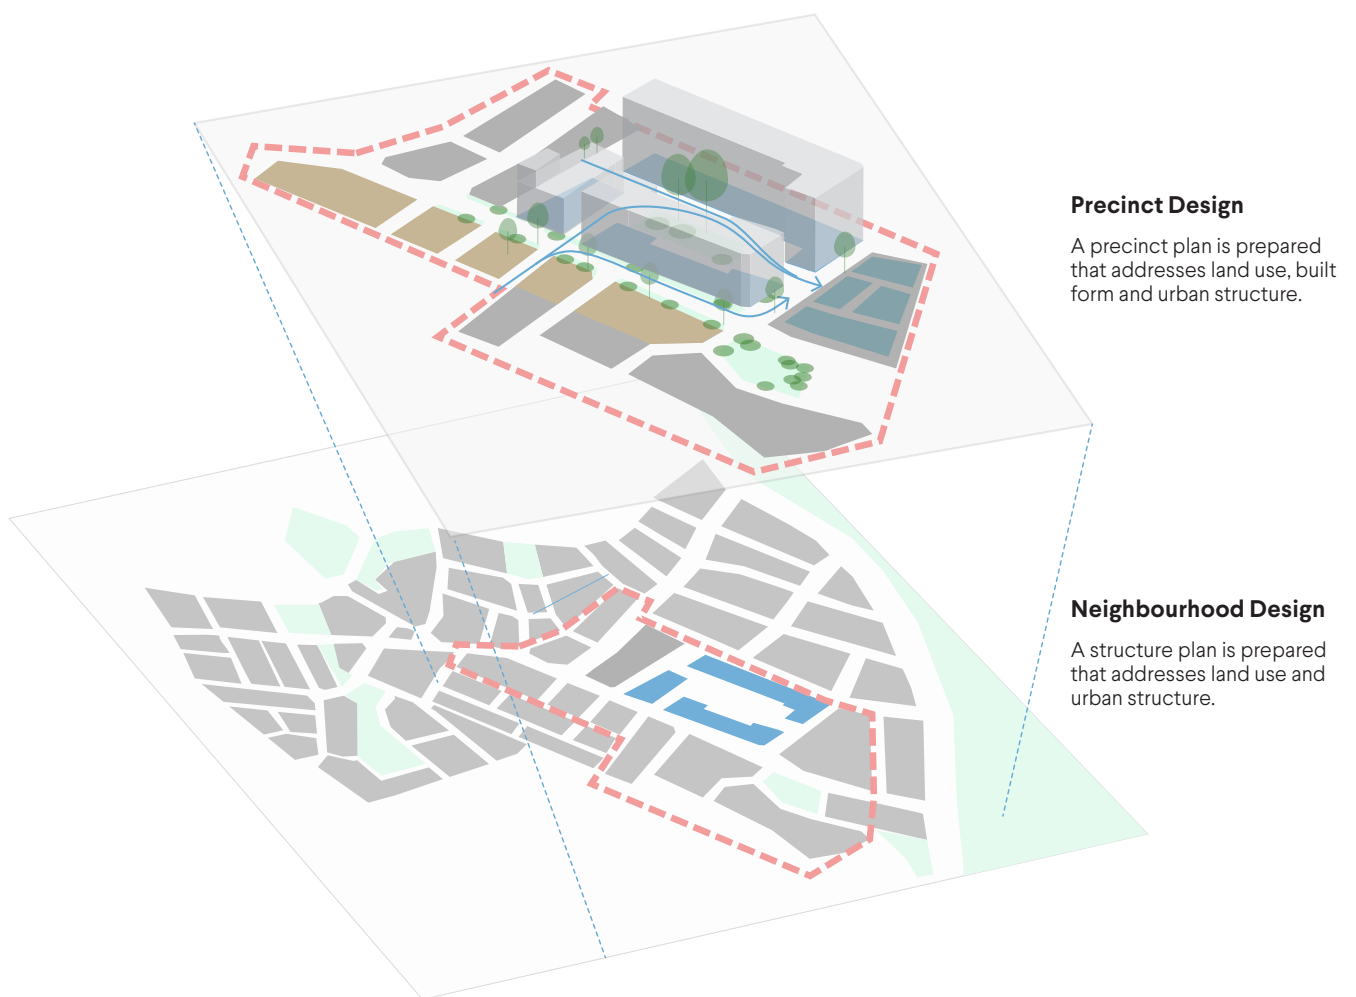 Precinct Design
A precinct plan is prepared
that addresses land use, built
form and urban structure.
Neighbourhood Design
A structure plan is prepared
that addresses land use and
urban structure.